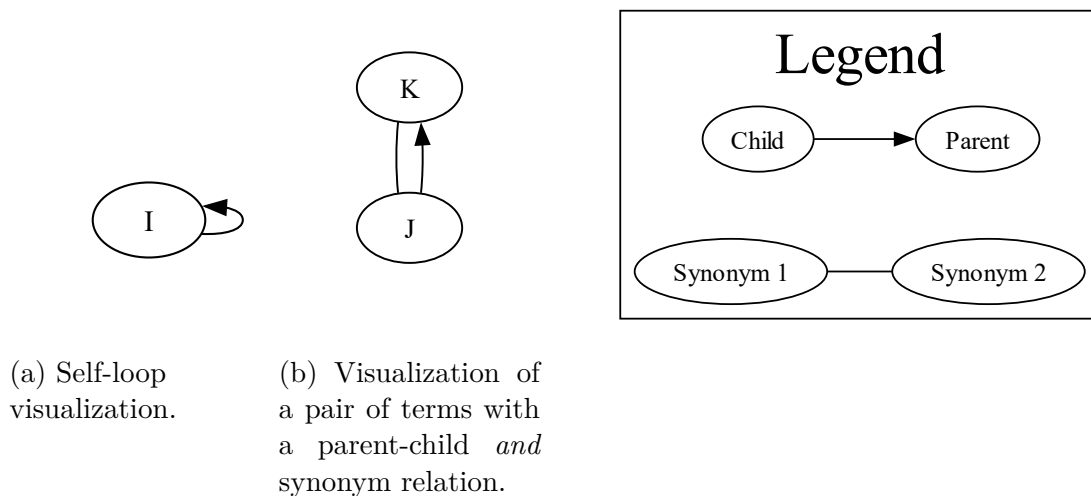 K
I
J
(a) Self-loop
visualization.
(b) Visualization of
a pair of terms with
a parent-child and
synonym relation.
Legend
Child
Parent
Synonym 1
Synonym 2